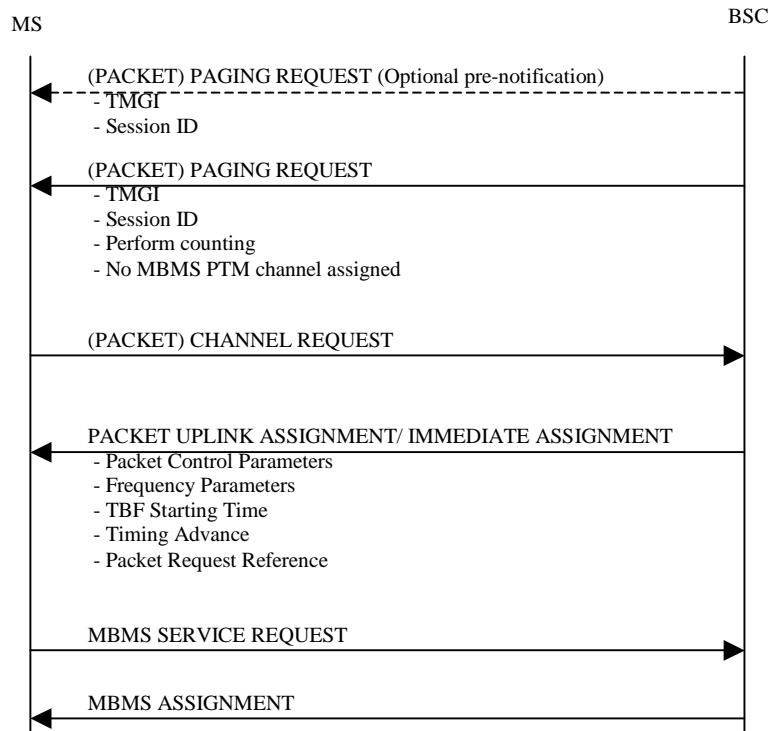 MS
BSC
(PACKET) PAGING REQUEST (Optional pre-notification)
- TMGI
- Session ID
(PACKET) PAGING REQUEST
- TMGI
- Session ID
- Perform counting
- No MBMS PTM channel assigned
(PACKET) CHANNEL REQUEST
PACKET UPLINK ASSIGNMENT/ IMMEDIATE ASSIGNMENT
- Packet Control Parameters
- Frequency Parameters
- TBF Starting Time
- Timing Advance
- Packet Request Reference
MBMS SERVICE REQUEST
MBMS ASSIGNMENT